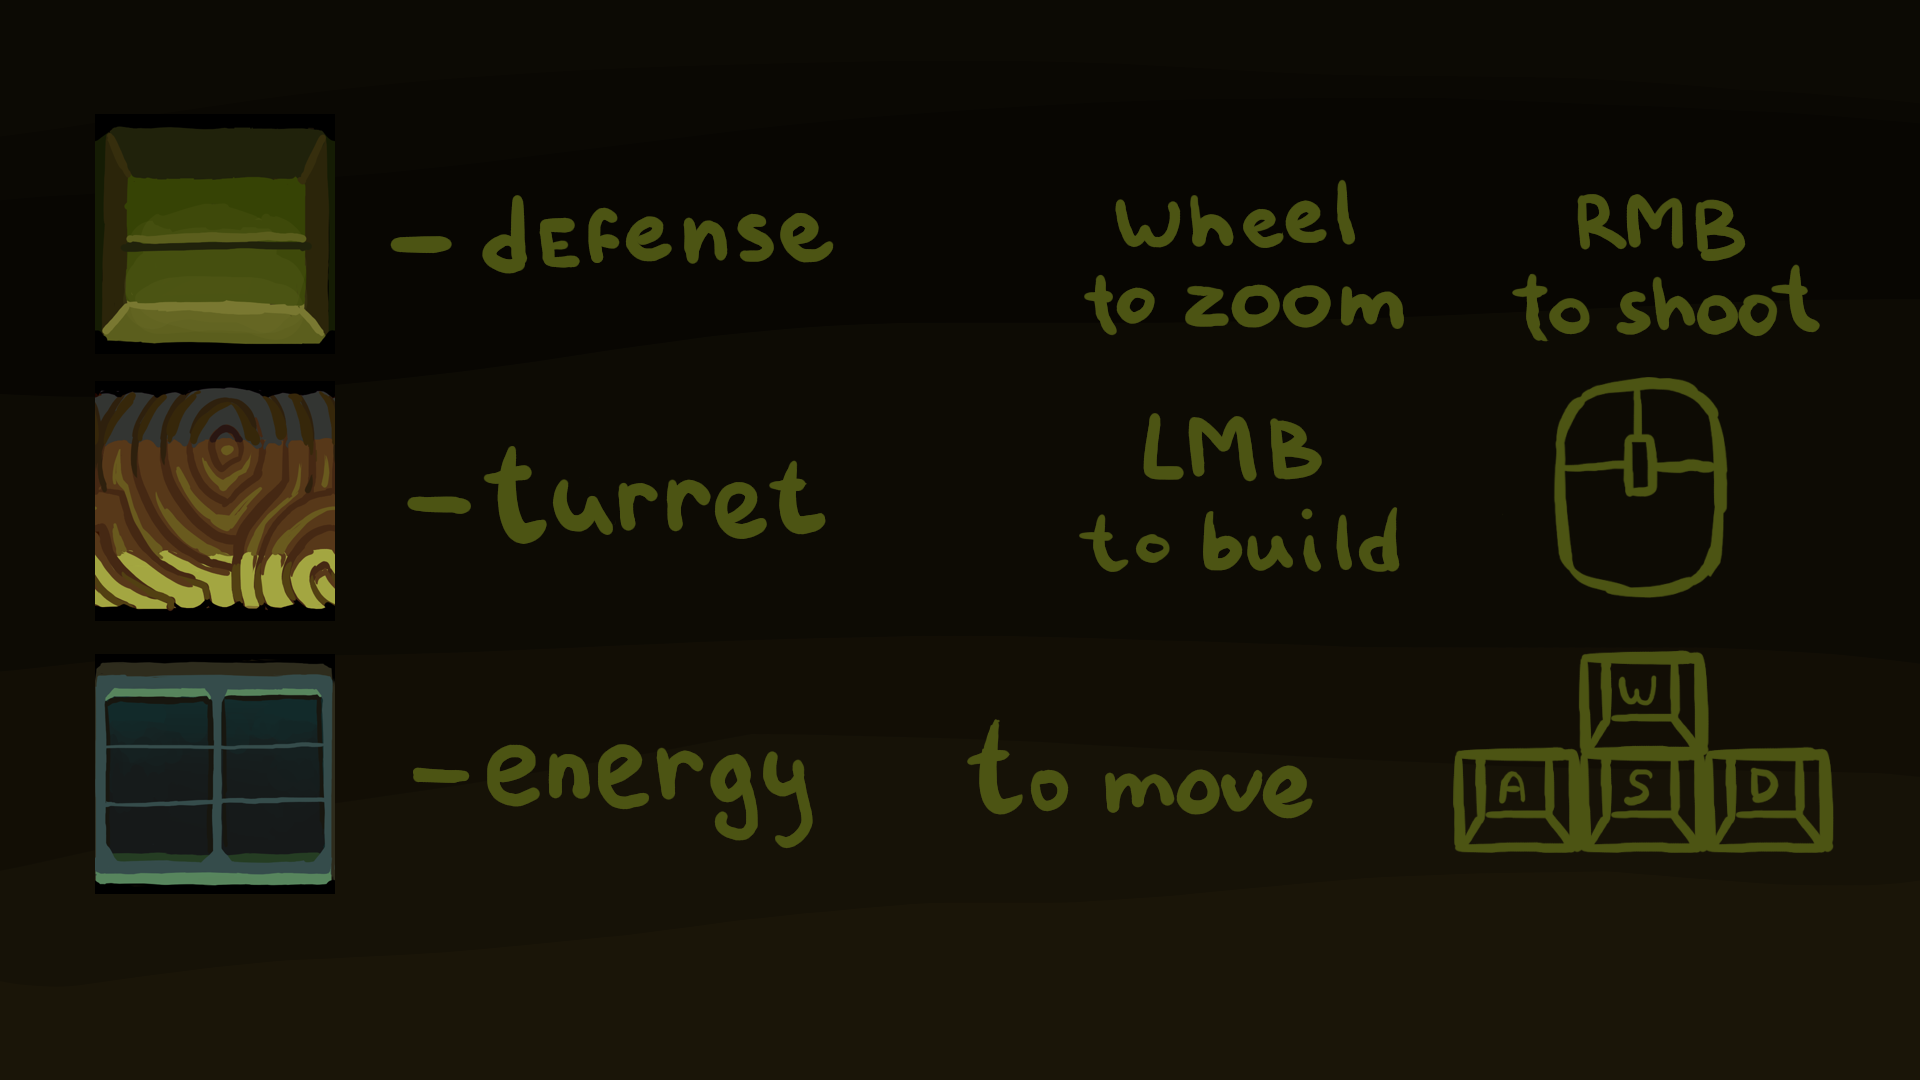 - dEFense
Wheel
to zoom
RMB
to shoot
- turret
LMB
to build
- energy
to move
W
A S D